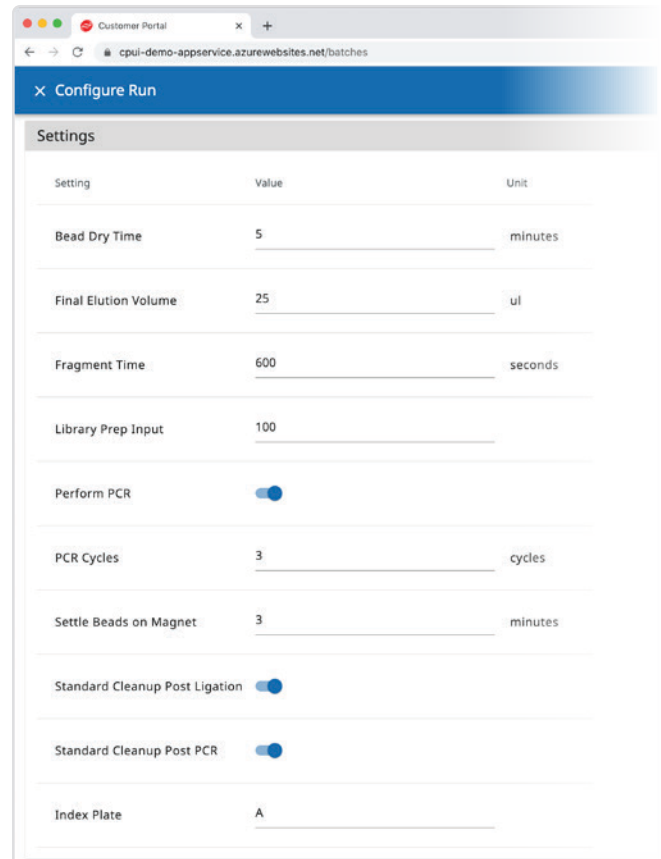 Customer Portal
cpui-demo-appservice.azurewebsites.net/batches
Configure Run
Settings
Setting Value Unit
Bead Dry Time 5 minutes
Final Elution Volume 25 ul
Fragment Time 600 seconds
Library Prep Input 100
Perform PCR
PCR Cycles 3 cycles
Settle Beads on Magnet 3 minutes
Standard Cleanup Post Ligation
Standard Cleanup Post PCR
Index Plate A